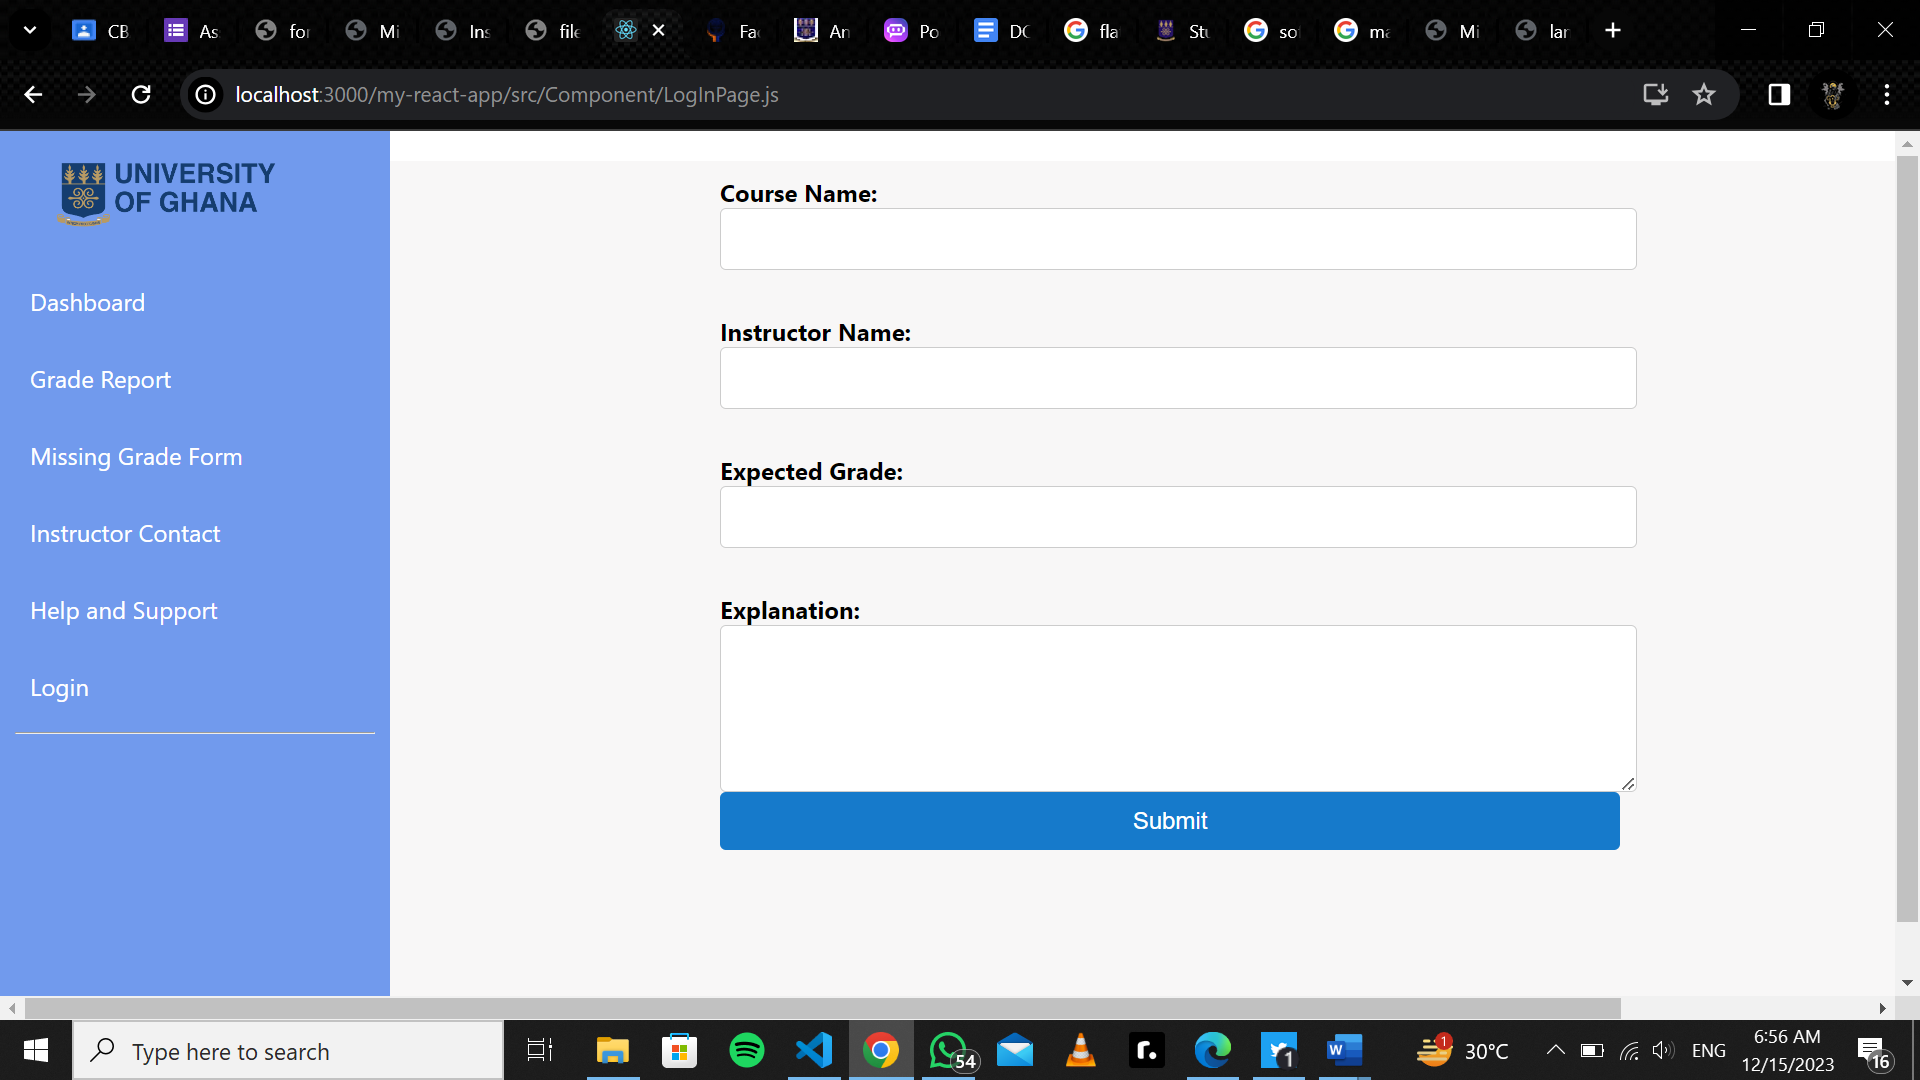 CB
As
for
Mi
Ins
file
Fa
An
Po
DC
fla
Stu
so
ma
Mi
lar
localhost:3000/my-react-app/src/Component/LogInPage.js
UNIVERSITY
OF GHANA
Dashboard
Grade Report
Missing Grade Form
Instructor Contact
Help and Support
Login
Course Name:
Instructor Name:
Expected Grade:
Explanation:
Submit
Type here to search
54
1
W
1
30°C
ENG
6:56 AM
12/15/2023
16